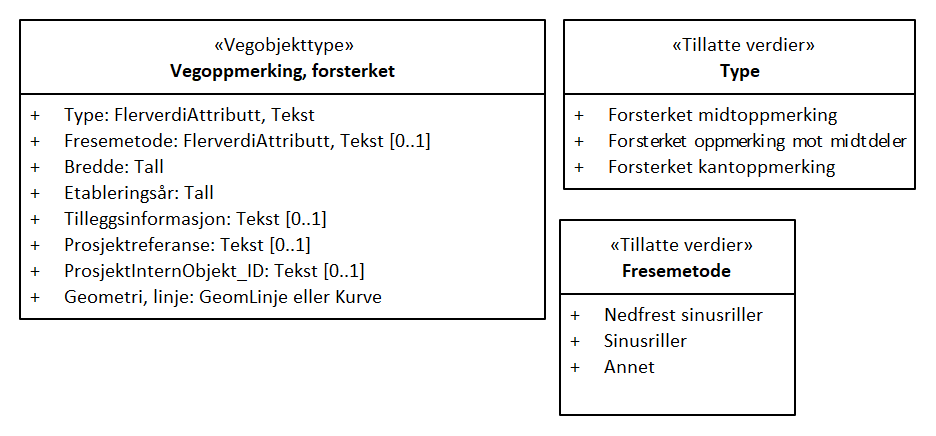 «Vegobjekttype»
Vegoppmerking, forsterket
+ Type: FlerverdiAttributt, Tekst
+ Fresemetode: FlerverdiAttributt, Tekst [0..1]
+ Bredde: Tall
+ Etableringsår: Tall
+ Tilleggsinformasjon: Tekst [0..1]
+ Prosjektreferanse: Tekst [0..1]
+ ProsjektInternObjekt_ID: Tekst [0..1]
+ Geometri, linje: GeomLinje eller Kurve
«Tillatte verdier»
Type
+ Forsterket midtoppmerking
+ Forsterket oppmerking mot midtdeler
+ Forsterket kantoppmerking
«Tillatte verdier»
Fresemetode
+ Nedfrest sinusriller
+ Sinusriller
+ Annet